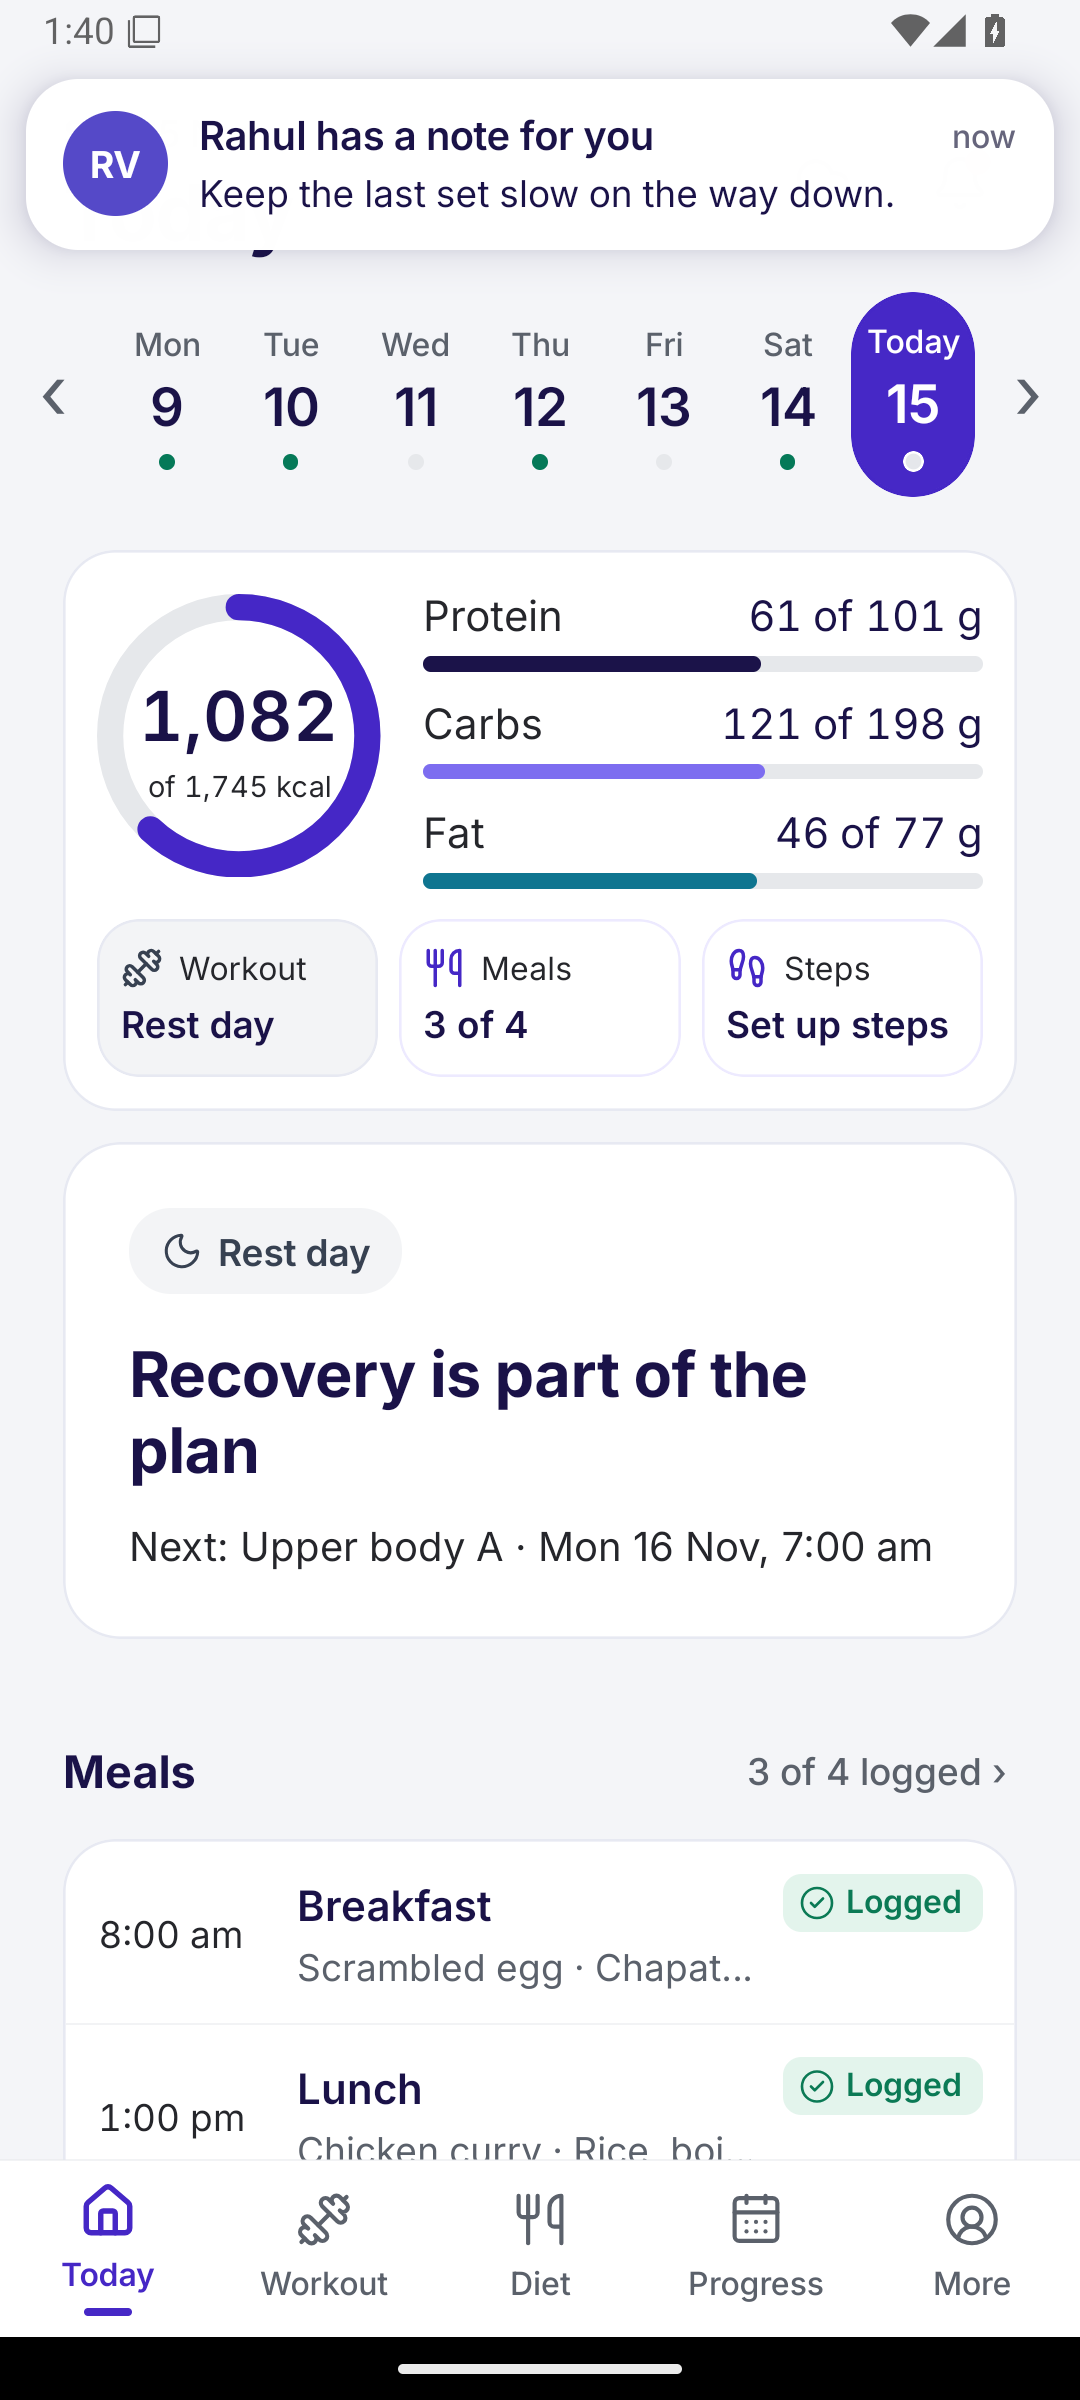 1:40
RV
Rahul has a note for you
now
Keep the last set slow on the way down.
Mon
Tue
Wed
Thu
Fri
Sat
Today
9
10
11
12
13
14
15
1,082
of 1,745 kcal
Protein
61 of 101 g
Carbs
121 of 198 g
Fat
46 of 77 g
Workout
Rest day
Meals
3 of 4
Steps
Set up steps
Rest day
Recovery is part of the
plan
Next: Upper body A · Mon 16 Nov, 7:00 am
Meals
3 of 4 logged ›
8:00 am
Breakfast
Logged
Scrambled egg · Chapat...
1:00 pm
Lunch
Logged
Chicken curry · Rice, boi...
Today
Workout
Diet
Progress
More